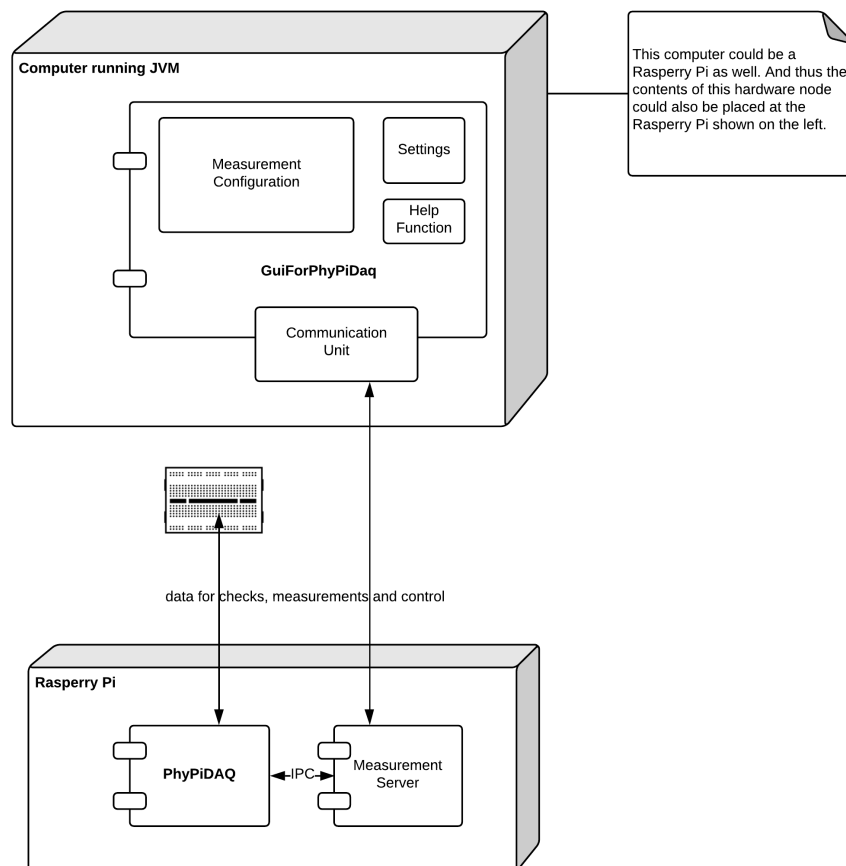 Computer running JVM
This computer could be a
Rasperry Pi as well. And thus the
contents of this hardware node
could also be placed at the
Rasperry Pi shown on the left.
Measurement
Configuration
Settings
Help
Function
GuiForPhyPiDaq
Communication
Unit
data for checks, measurements and control
Rasperry Pi
PhyPiDAQ
IPC
Measurement
Server